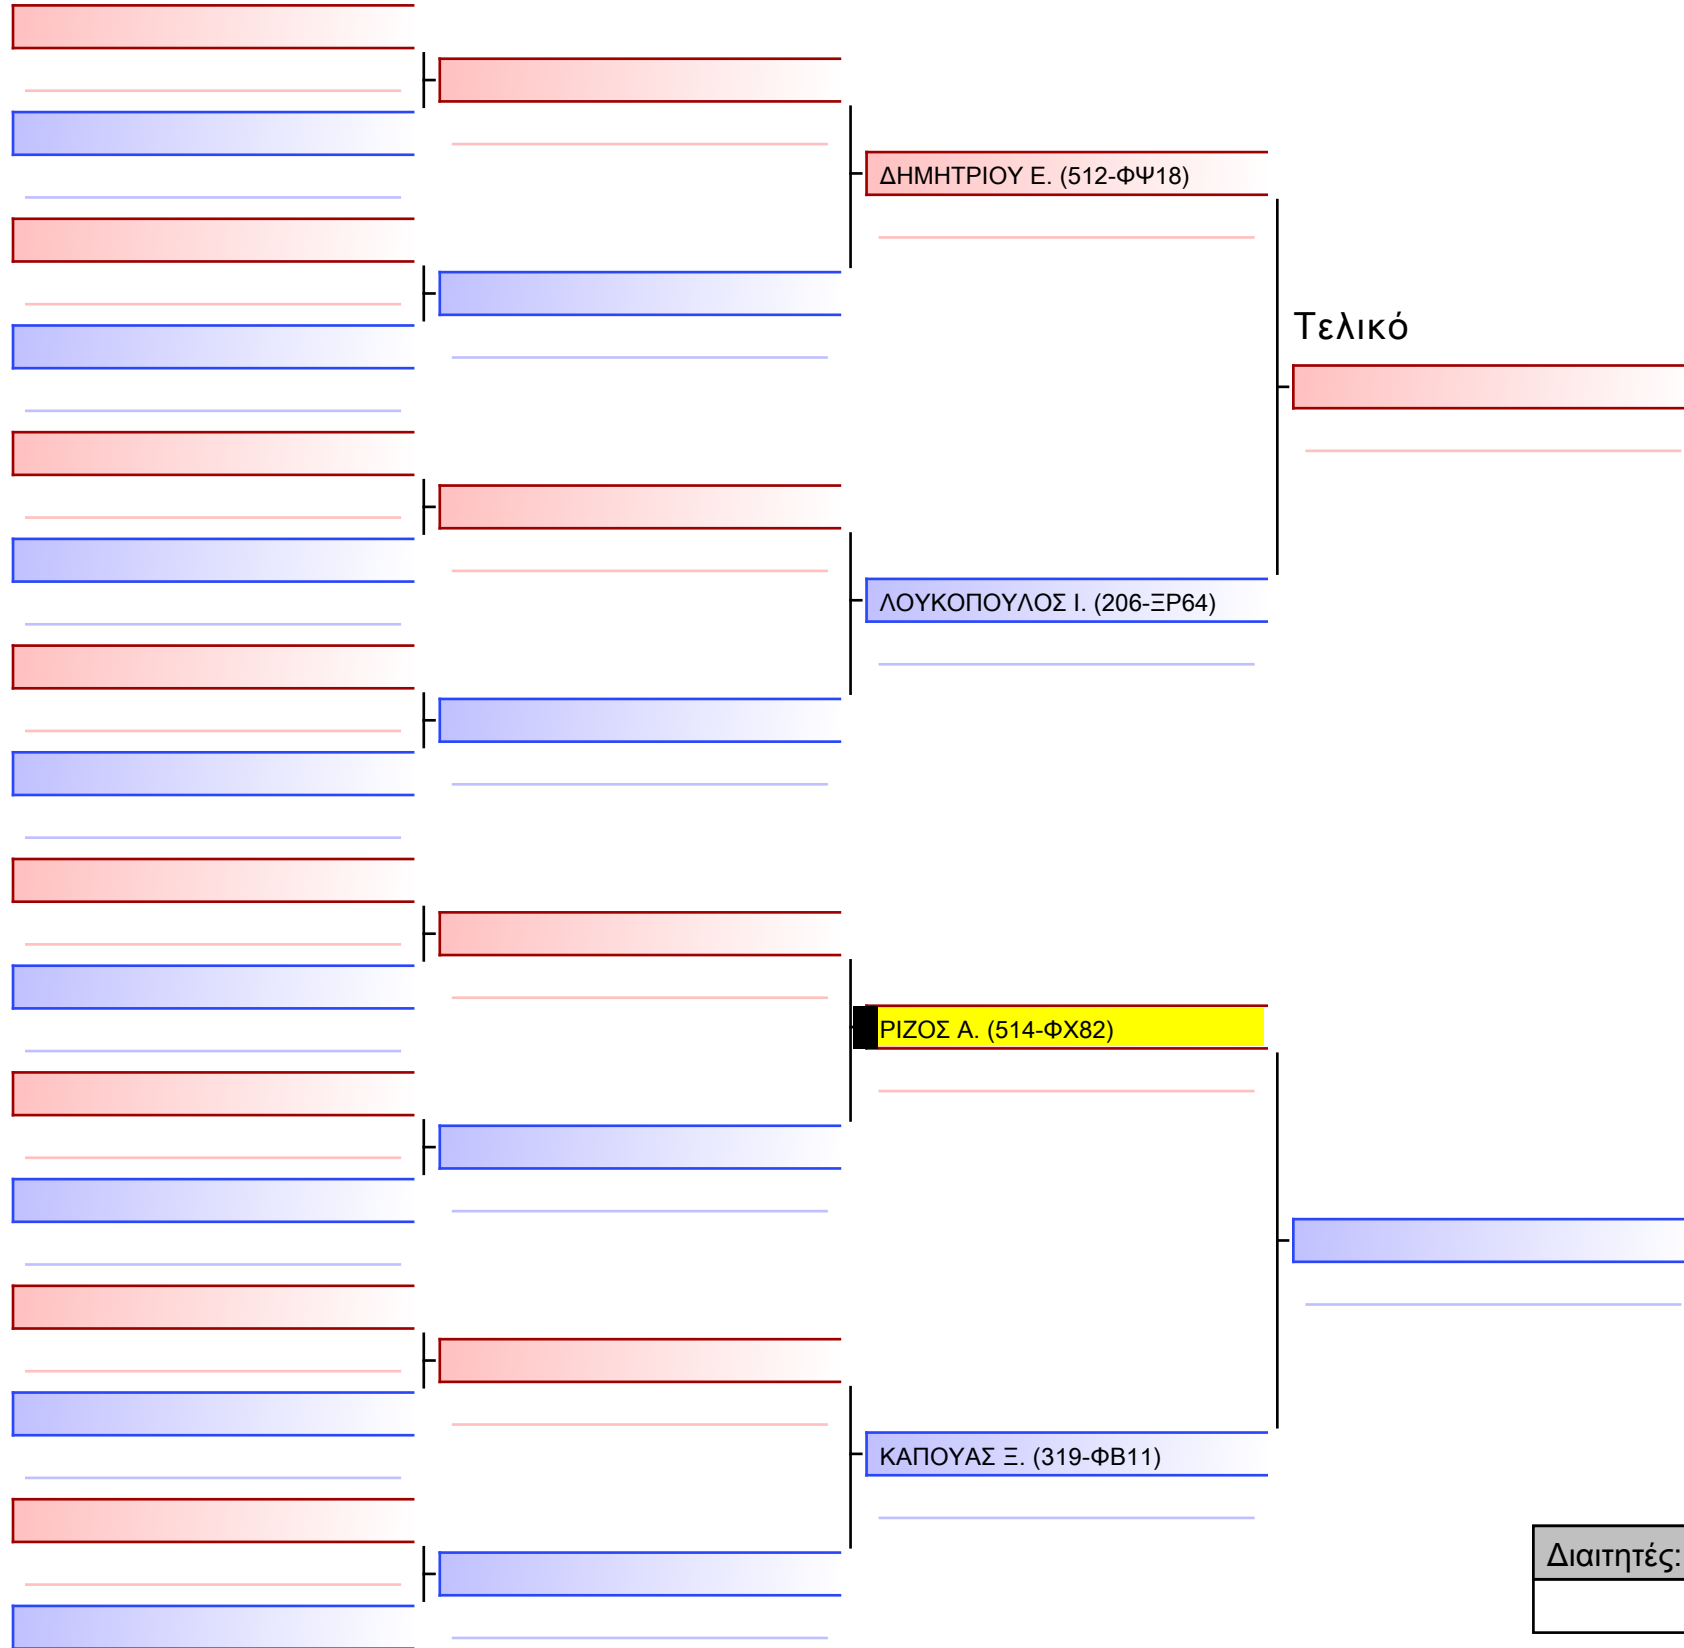 ΔΗΜΗΤΡΙΟΥ Ε. (512-ΦΨ18)
Τελικό
ΛΟΥΚΟΠΟΥΛΟΣ Ι. (206-ΞΡ64)
ΡΙΖΟΣ Α. (514-ΦΧ82)
ΚΑΠΟΥΑΣ Ξ. (319-ΦΒ11)
Διαιτητές: